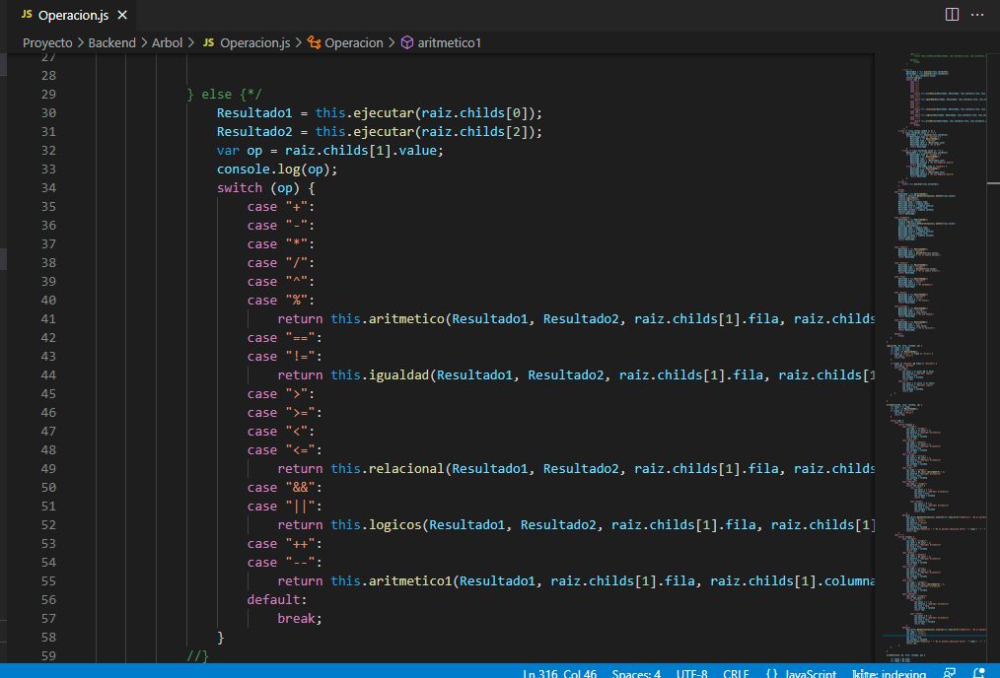 JS Operacion.js
Proyecto > Backend > Arbol > JS Operacion.js > Operacion > aritmetico1
27
28
29 } else {*/
30 Resultado1 = this.ejecutar(raiz.childs[0]);
31 Resultado2 = this.ejecutar(raiz.childs[2]);
32 var op = raiz.childs[1].value;
33 console.log(op);
34 switch (op) {
35 case "+":
36 case "-":
37 case "*":
38 case "/":
39 case "^":
40 case "%":
41 return this.aritmetico(Resultado1, Resultado2, raiz.childs[1].fila, raiz.childs
42 case "==":
43 case "!=":
44 return this.igualdad(Resultado1, Resultado2, raiz.childs[1].fila, raiz.childs[1
45 case ">":
46 case ">=":
47 case "<":
48 case "<=":
49 return this.relacional(Resultado1, Resultado2, raiz.childs[1].fila, raiz.childs
50 case "&&":
51 case "||":
52 return this.logicos(Resultado1, Resultado2, raiz.childs[1].fila, raiz.childs[1]
53 case "++":
54 case "--":
55 return this.aritmetico1(Resultado1, raiz.childs[1].fila, raiz.childs[1].columna
56 default:
57 break;
58 }
59 //}
Ln 316, Col 46 Spaces: 4 UTF-8 CRLF {} JavaScript kite: indexing